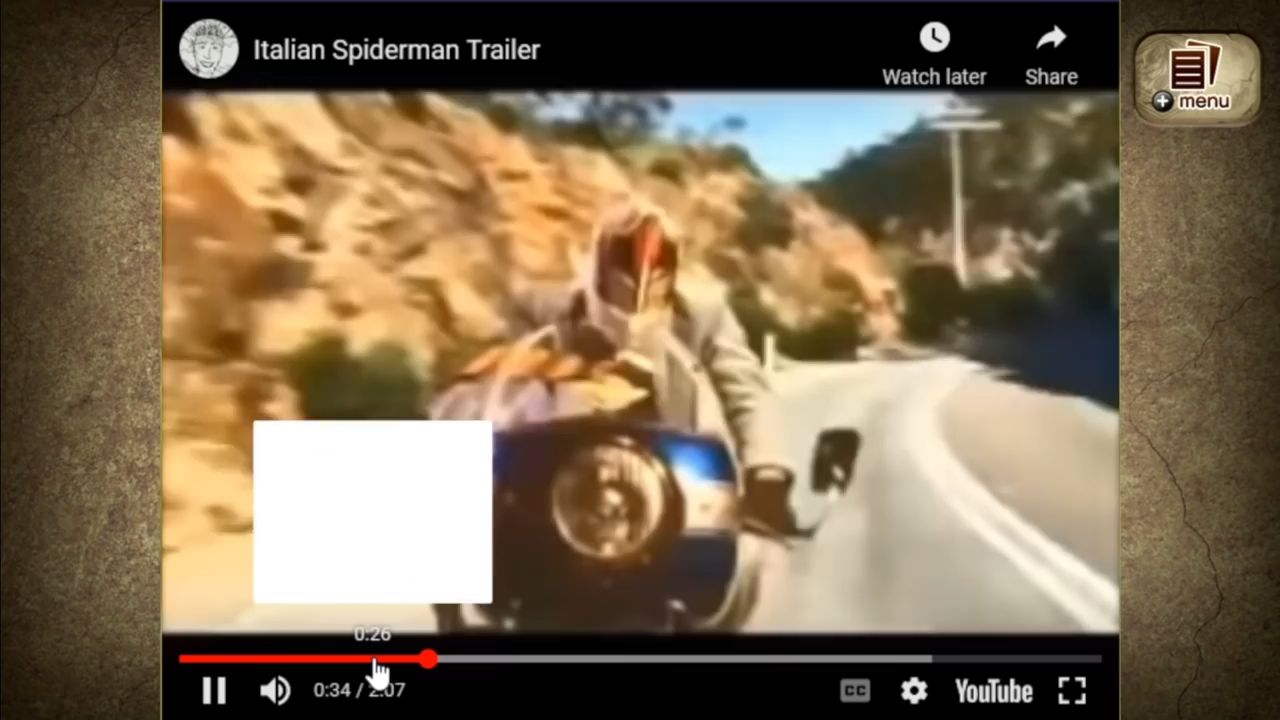 Italian Spiderman Trailer
Watch later
Share
menu
0:26
0:34 / 2:07
CC
YouTube